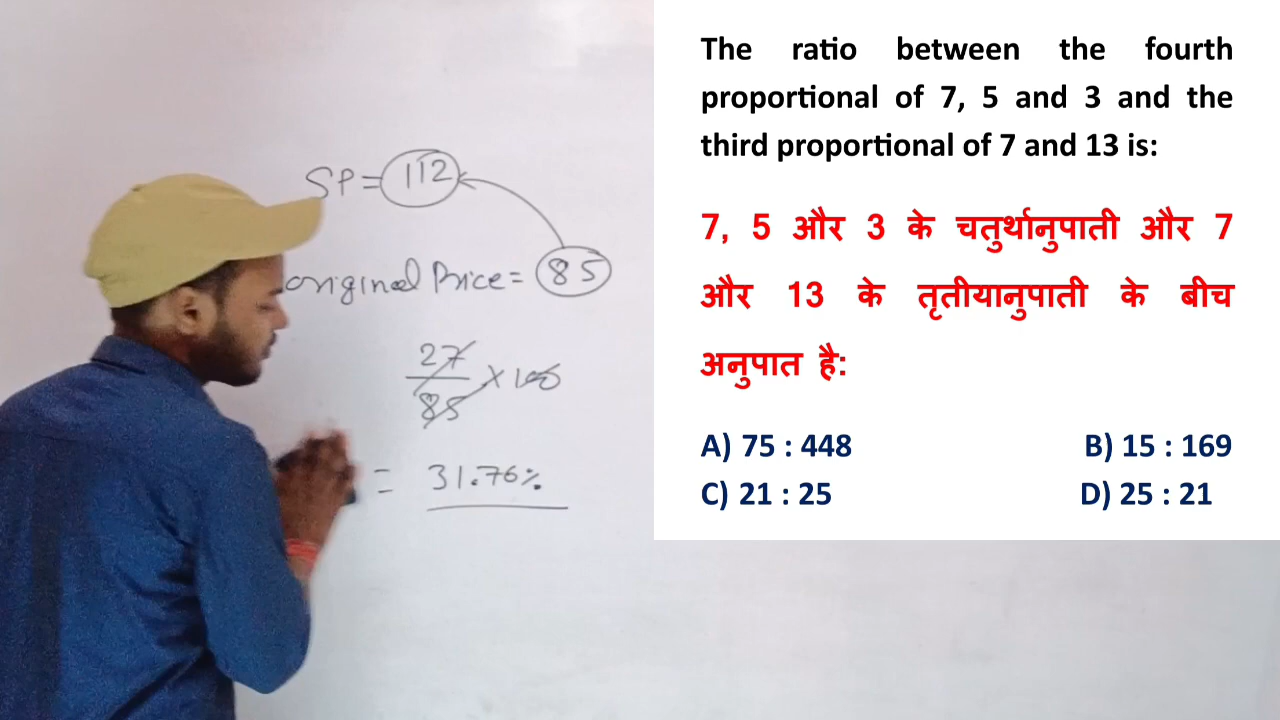 SP = 112
original Price = 85
27/85 × 100
= 31.76%
The ratio between the fourth
proportional of 7, 5 and 3 and the
third proportional of 7 and 13 is:
7, 5 और 3 के चतुर्थानुपाती और 7
और 13 के तृतीयानुपाती के बीच
अनुपात है:
A) 75 : 448 B) 15 : 169
C) 21 : 25 D) 25 : 21